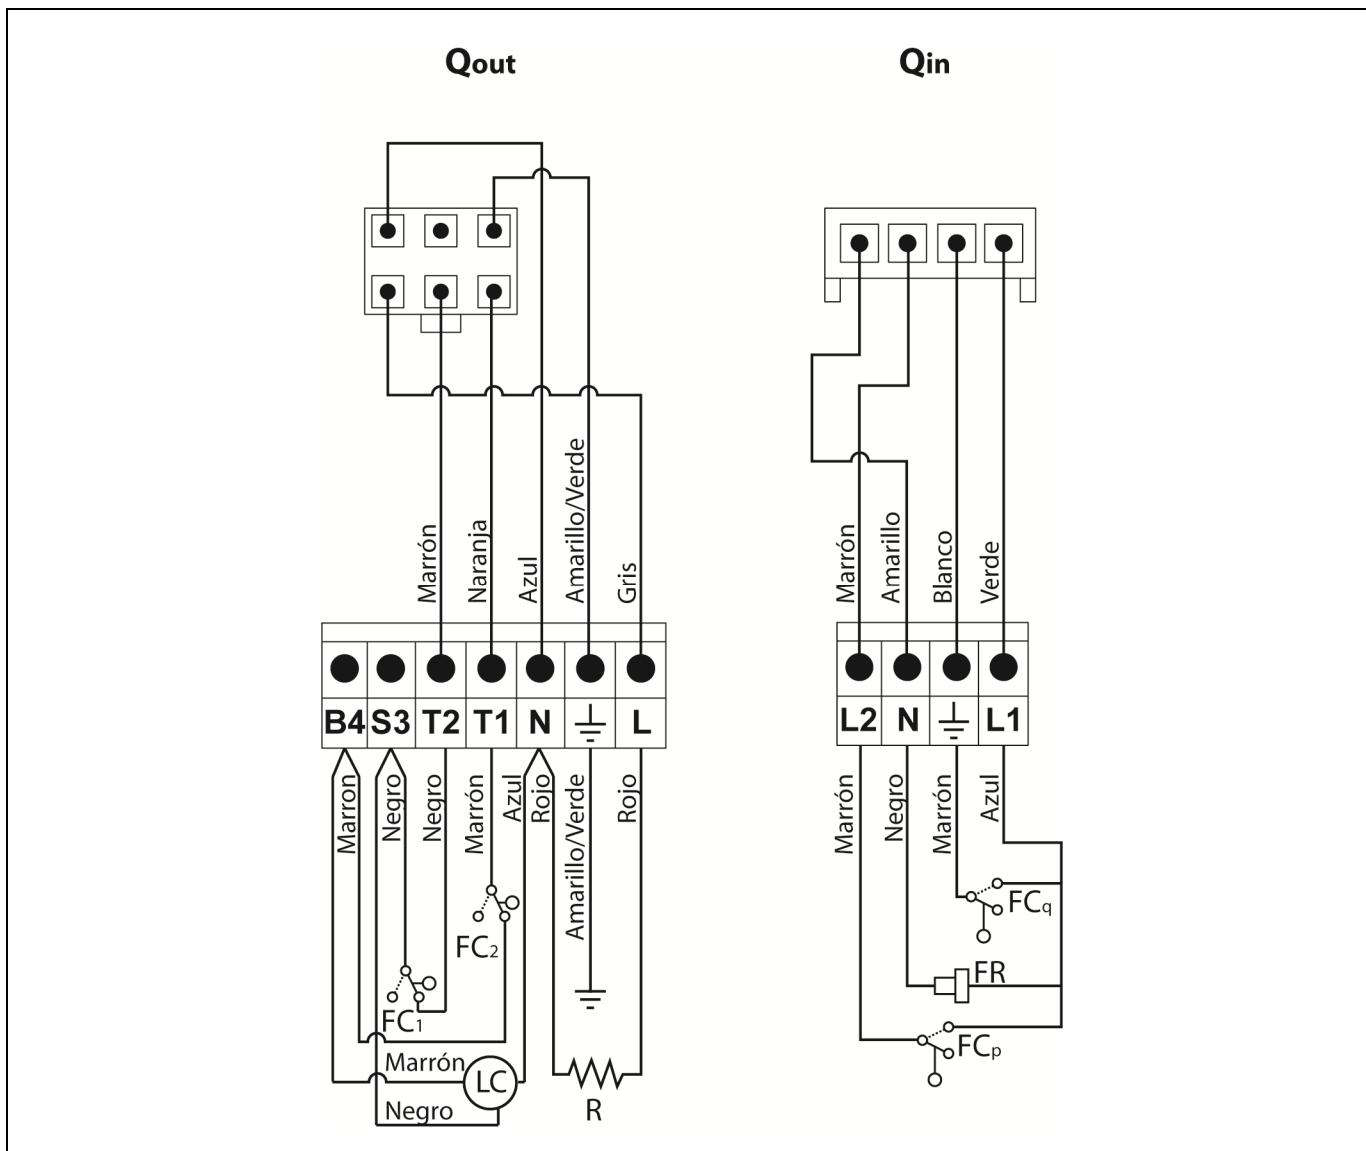 Qout
Qin
Marrón
Naranja
Azul
Amarillo/Verde
Gris
Marrón
Amarillo
Blanco
Verde
B4 S3 T2 T1 N L
L2 N L1
Marron
Negro
Negro
Marrón
Azul
Rojo
Amarillo/Verde
Rojo
Marrón
Negro
Marrón
Azul
FCq
FC2
FR
FC1
FCp
Marrón
LC
Negro
R